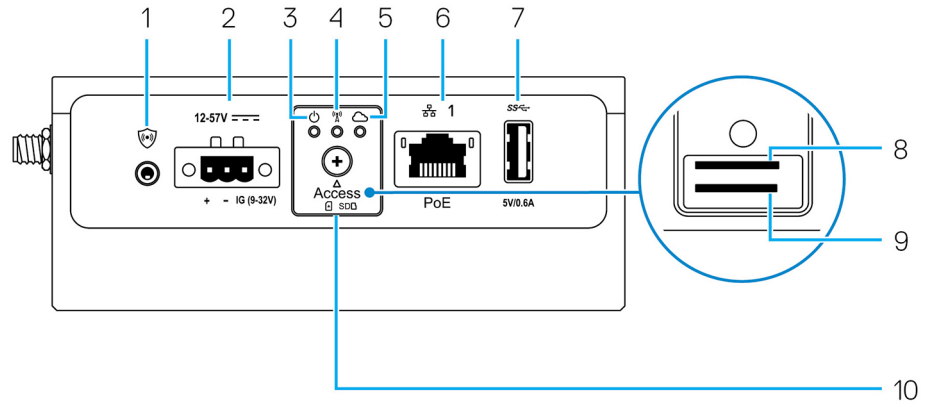 1 2 3 4 5 6 7
12-57V
1
SS
A
Access
SD
+ - IG (9-32V)
PoE
5V/0.6A
8
9
10